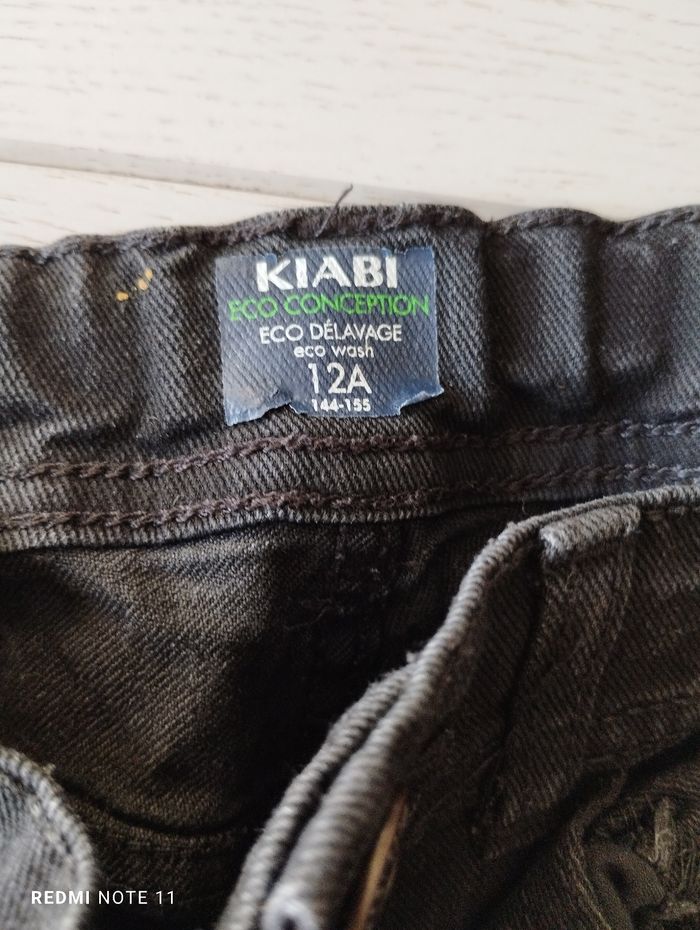 KIABI
ECO CONCEPTION
ECO DÉLAVAGE
eco wash
12A
144-155
REDMI NOTE 11